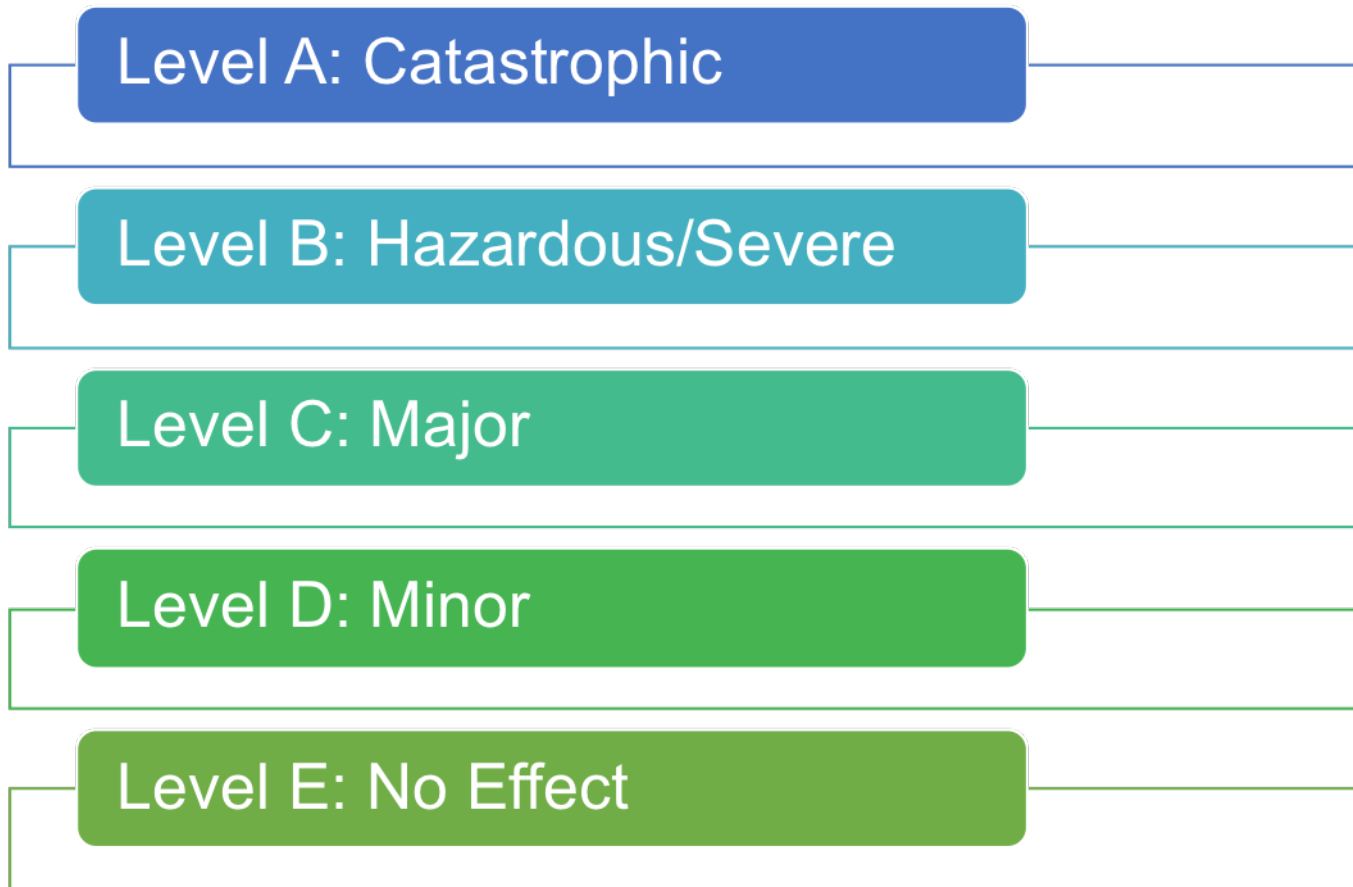 Level A: Catastrophic
Level B: Hazardous/Severe
Level C: Major
Level D: Minor
Level E: No Effect